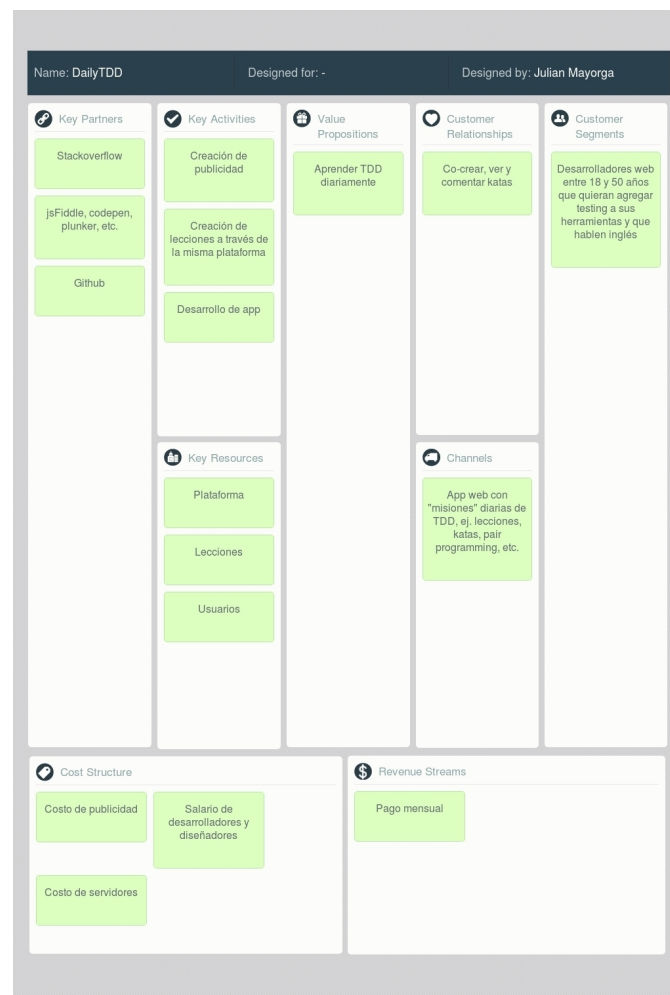 Name: DailyTDD
Designed for: -
Designed by: Julian Mayorga
Key Partners
Stackoverflow
jsFiddle, codepen,
plunker, etc.
Github
Key Activities
Creación de
publicidad
Creación de
lecciones a través de
la misma plataforma
Desarrollo de app
Key Resources
Plataforma
Lecciones
Usuarios
Value
Propositions
Aprender TDD
diariamente
Customer
Relationships
Co-crear, ver y
comentar katas
Channels
App web con
"misiones" diarias de
TDD, ej. lecciones,
katas, pair
programming, etc.
Customer
Segments
Desarrolladores web
entre 18 y 50 años
que quieran agregar
testing a sus
herramientas y que
hablen inglés
Cost Structure
Costo de publicidad
Salario de
desarrolladores y
diseñadores
Costo de servidores
Revenue Streams
Pago mensual